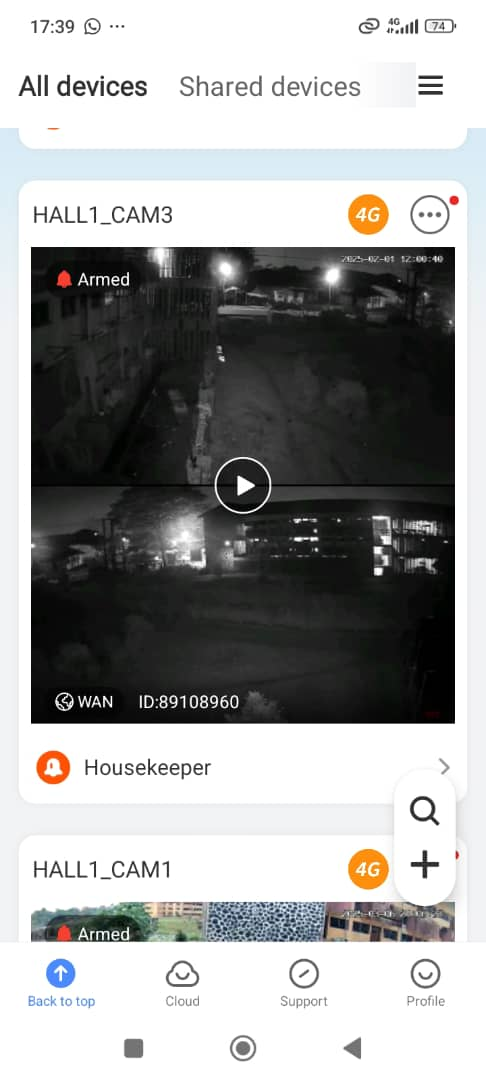 17:39
4G
74
All devices
Shared devices
HALL1_CAM3
4G
2025-02-01 12:00:40
Armed
WAN
ID:89108960
Housekeeper
HALL1_CAM1
4G
Armed
Back to top
Cloud
Support
Profile